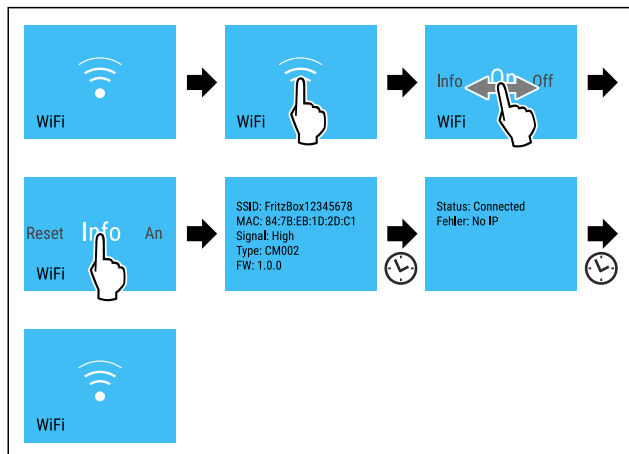 WiFi
WiFi
Info On Off
WiFi
Reset Info An
WiFi
SSID: FritzBox12345678
MAC: 84:7B:EB:1D:2D:C1
Signal: High
Type: CM002
FW: 1.0.0
Status: Connected
Fehler: No IP
WiFi